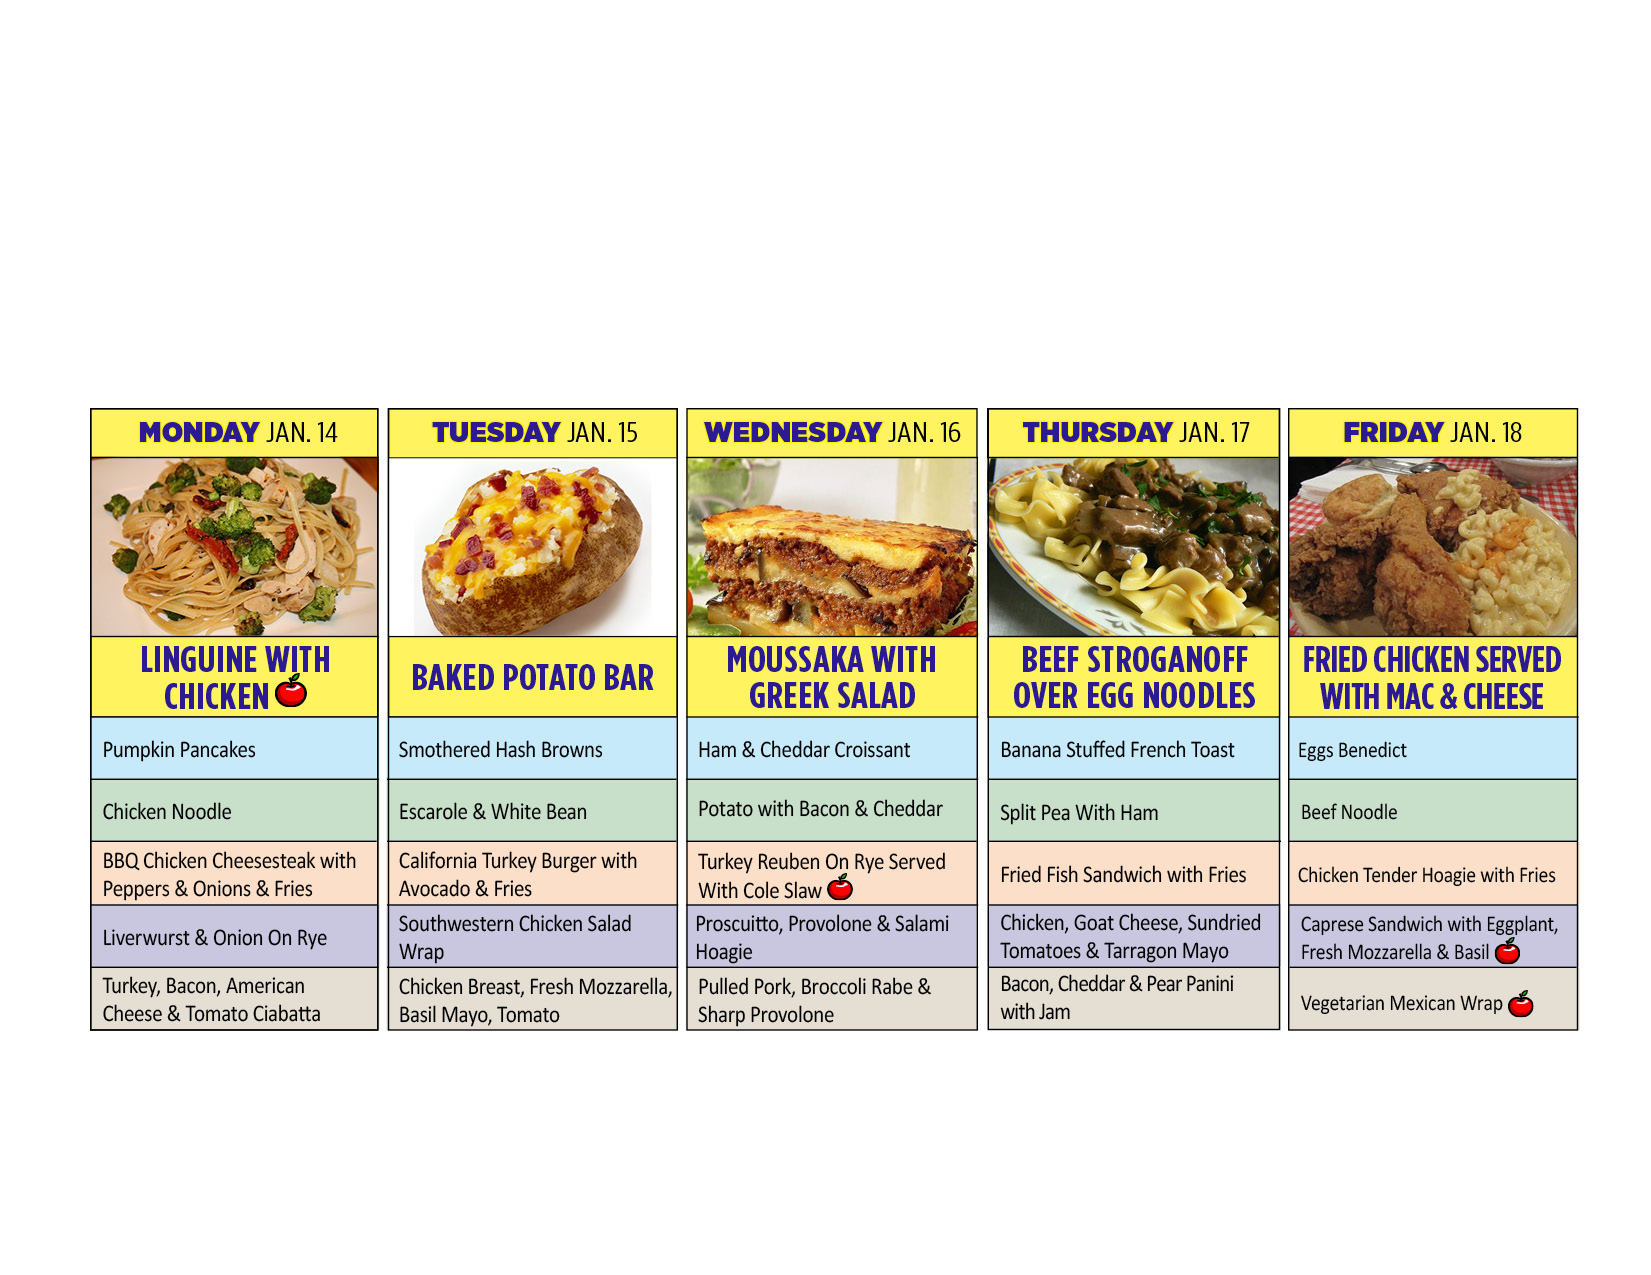 MONDAY JAN. 14
LINGUINE WITH
CHICKEN
Pumpkin Pancakes
Chicken Noodle
BBQ Chicken Cheesesteak with
Peppers & Onions & Fries
Liverwurst & Onion On Rye
Turkey, Bacon, American
Cheese & Tomato Ciabatta
TUESDAY JAN. 15
BAKED POTATO BAR
Smothered Hash Browns
Escarole & White Bean
California Turkey Burger with
Avocado & Fries
Southwestern Chicken Salad
Wrap
Chicken Breast, Fresh Mozzarella,
Basil Mayo, Tomato
WEDNESDAY JAN. 16
MOUSSAKA WITH
GREEK SALAD
Ham & Cheddar Croissant
Potato with Bacon & Cheddar
Turkey Reuben On Rye Served
With Cole Slaw
Proscuitto, Provolone & Salami
Hoagie
Pulled Pork, Broccoli Rabe &
Sharp Provolone
THURSDAY JAN. 17
BEEF STROGANOFF
OVER EGG NOODLES
Banana Stuffed French Toast
Split Pea With Ham
Fried Fish Sandwich with Fries
Chicken, Goat Cheese, Sundried
Tomatoes & Tarragon Mayo
Bacon, Cheddar & Pear Panini
with Jam
FRIDAY JAN. 18
FRIED CHICKEN SERVED
WITH MAC & CHEESE
Eggs Benedict
Beef Noodle
Chicken Tender Hoagie with Fries
Caprese Sandwich with Eggplant,
Fresh Mozzarella & Basil
Vegetarian Mexican Wrap